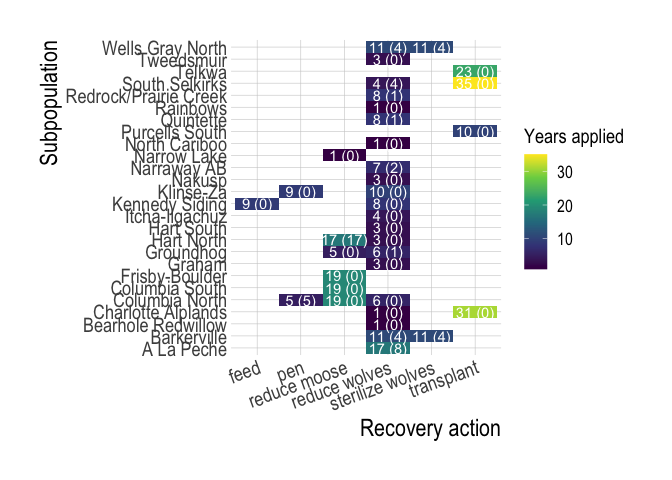 Subpopulation
Wells Gray North 11 (4) 11 (4)
Tweedsmuir 3 (0)
Telkwa 23 (0)
South Selkirks 4 (4) 35 (0)
Redrock/Prairie Creek 8 (1)
Rainbows 1 (0)
Quintette 8 (1)
Purcells South 10 (0)
North Cariboo 1 (0)
Narrow Lake 1 (0)
Narraway AB 7 (2)
Nakusp 3 (0)
Klinse-Za 9 (0) 10 (0)
Kennedy Siding 9 (0) 8 (0)
Itcha-Ilgachuz 4 (0)
Hart South 3 (0)
Hart North 17 (17) 3 (0)
Groundhog 5 (0) 6 (1)
Graham 3 (0)
Frisby-Boulder 19 (0)
Columbia South 19 (0)
Columbia North 5 (5) 19 (0) 6 (0)
Charlotte Alplands 1 (0) 31 (0)
Bearhole Redwillow 1 (0)
Barkerville 11 (4) 11 (4)
A La Peche 17 (8)
feed
pen
reduce moose
reduce wolves
sterilize wolves
transplant
Recovery action
Years applied
30
20
10